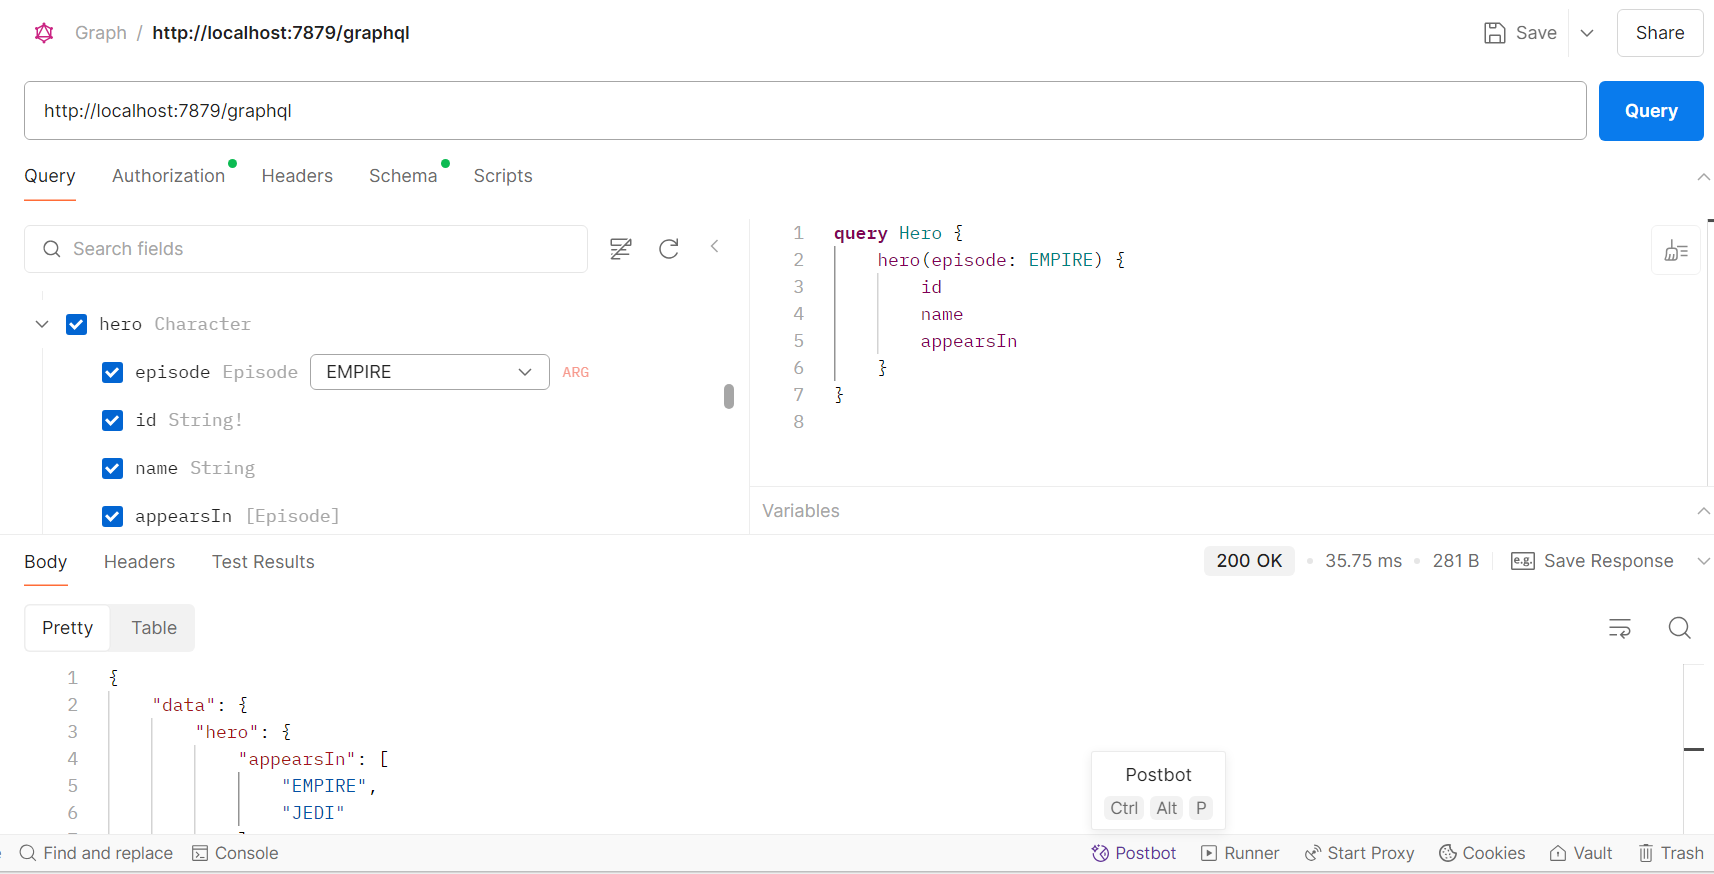 Graph / http://localhost:7879/graphql
Save
Share
http://localhost:7879/graphql
Query
Query Authorization Headers Schema Scripts
Search fields
hero Character
episode Episode EMPIRE ARG
id String!
name String
appearsIn [Episode]
1 query Hero {
2 hero(episode: EMPIRE) {
3 id
4 name
5 appearsIn
6 }
7 }
8
Variables
Body Headers Test Results
200 OK • 35.75 ms • 281 B e.g. Save Response
Pretty Table
1 {
2 "data": {
3 "hero": {
4 "appearsIn": [
5 "EMPIRE",
6 "JEDI"
Postbot
Ctrl Alt P
Find and replace Console Postbot Runner Start Proxy Cookies Vault Trash